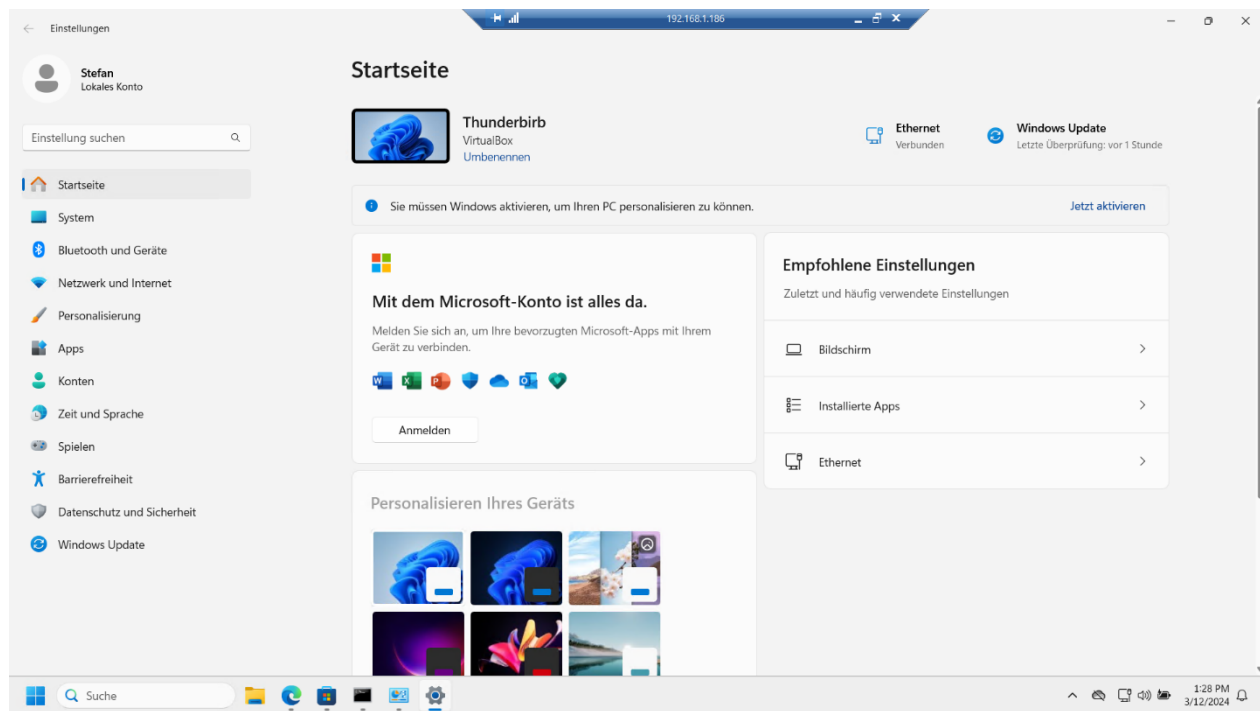 192.168.1.186
Einstellungen
Stefan
Lokales Konto
Einstellung suchen
Startseite
System
Bluetooth und Geräte
Netzwerk und Internet
Personalisierung
Apps
Konten
Zeit und Sprache
Spielen
Barrierefreiheit
Datenschutz und Sicherheit
Windows Update
Startseite
Thunderbirb
VirtualBox
Umbenennen
Ethernet
Verbunden
Windows Update
Letzte Überprüfung: vor 1 Stunde
Sie müssen Windows aktivieren, um Ihren PC personalisieren zu können.
Jetzt aktivieren
Mit dem Microsoft-Konto ist alles da.
Melden Sie sich an, um Ihre bevorzugten Microsoft-Apps mit Ihrem
Gerät zu verbinden.
Anmelden
Personalisieren Ihres Geräts
Empfohlene Einstellungen
Zuletzt und häufig verwendete Einstellungen
Bildschirm
Installierte Apps
Ethernet
Suche
1:28 PM
3/12/2024